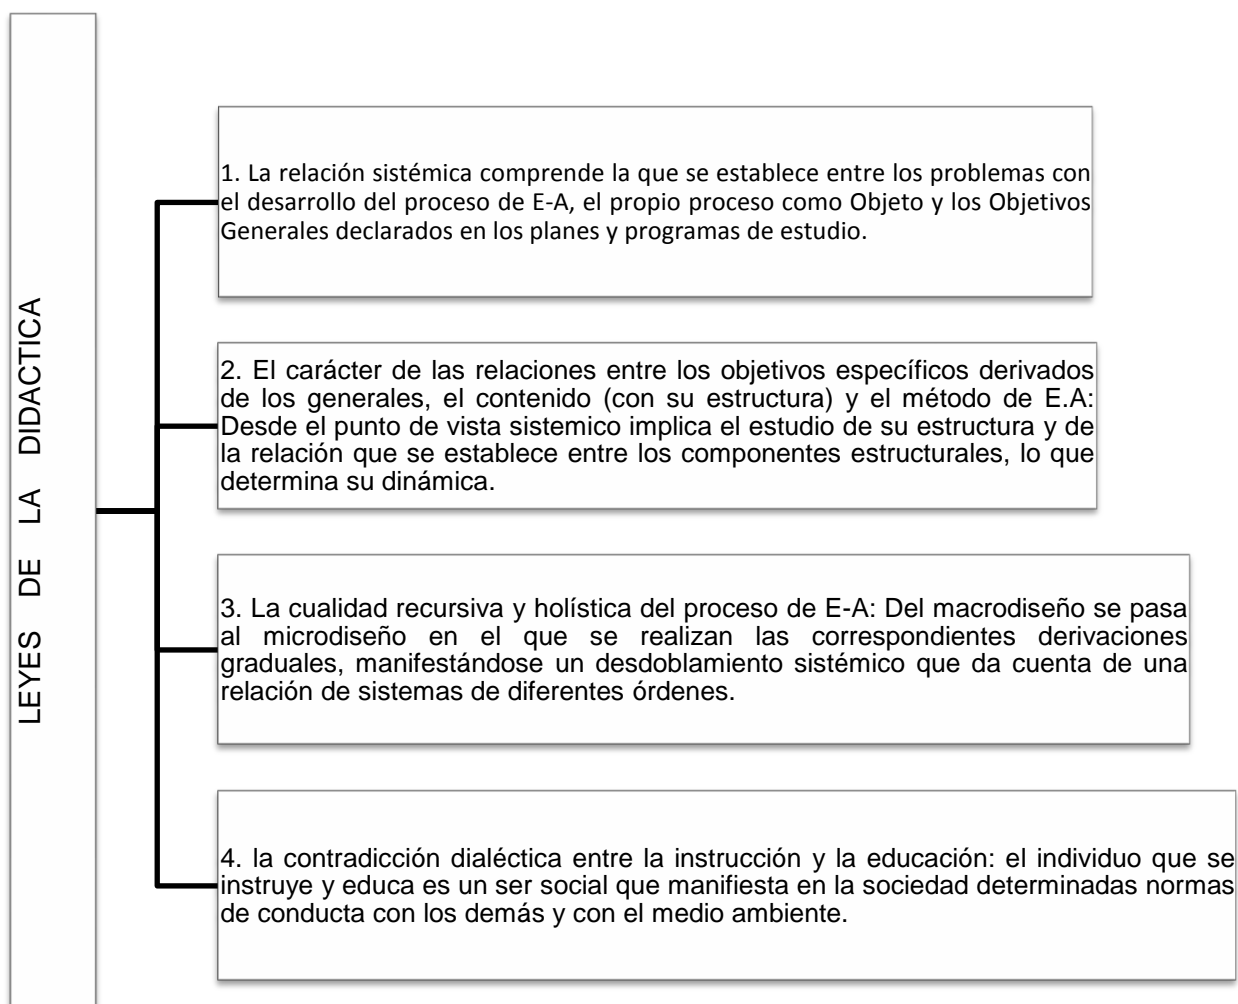 LEYES DE LA DIDACTICA
1. La relación sistémica comprende la que se establece entre los problemas con
el desarrollo del proceso de E-A, el propio proceso como Objeto y los Objetivos
Generales declarados en los planes y programas de estudio.
2. El carácter de las relaciones entre los objetivos específicos derivados
de los generales, el contenido (con su estructura) y el método de E.A:
Desde el punto de vista sistemico implica el estudio de su estructura y de
la relación que se establece entre los componentes estructurales, lo que
determina su dinámica.
3. La cualidad recursiva y holística del proceso de E-A: Del macrodiseño se pasa
al microdiseño en el que se realizan las correspondientes derivaciones
graduales, manifestándose un desdoblamiento sistémico que da cuenta de una
relación de sistemas de diferentes órdenes.
4. la contradicción dialéctica entre la instrucción y la educación: el individuo que se
instruye y educa es un ser social que manifiesta en la sociedad determinadas normas
de conducta con los demás y con el medio ambiente.